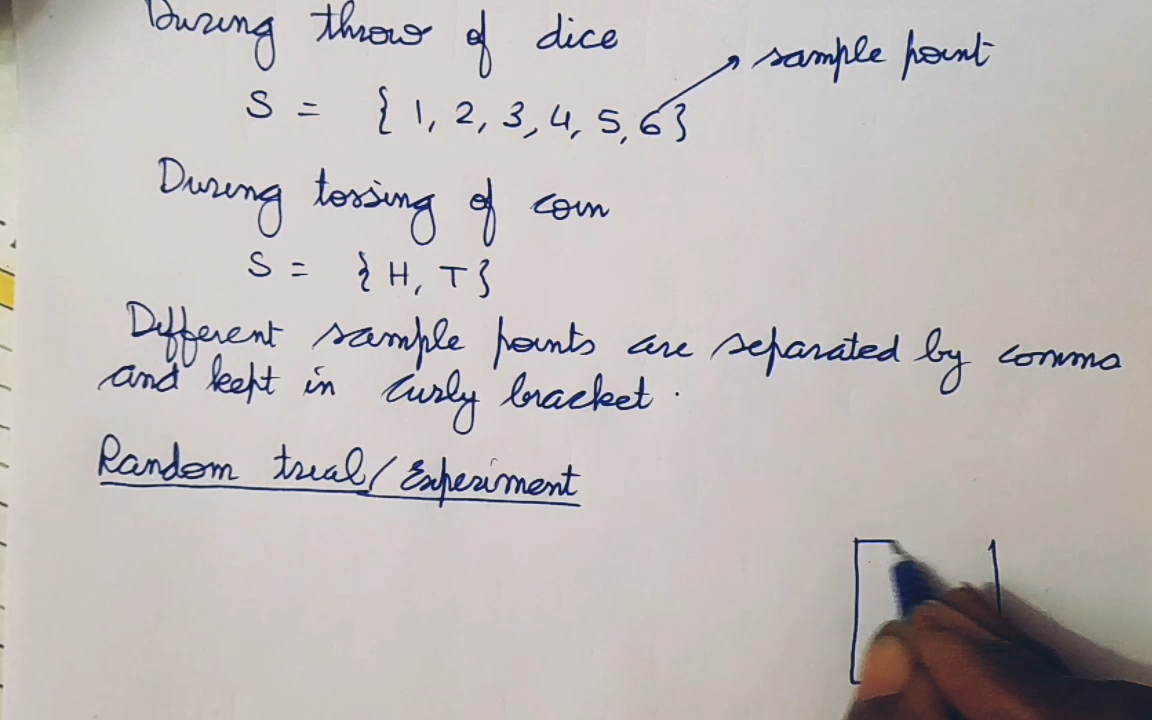 During throw of dice
sample point
S = { 1, 2, 3, 4, 5, 6 }
During tossing of coin
S = { H, T }
Different sample points are separated by comma
and kept in curly bracket.
Random trial/Experiment